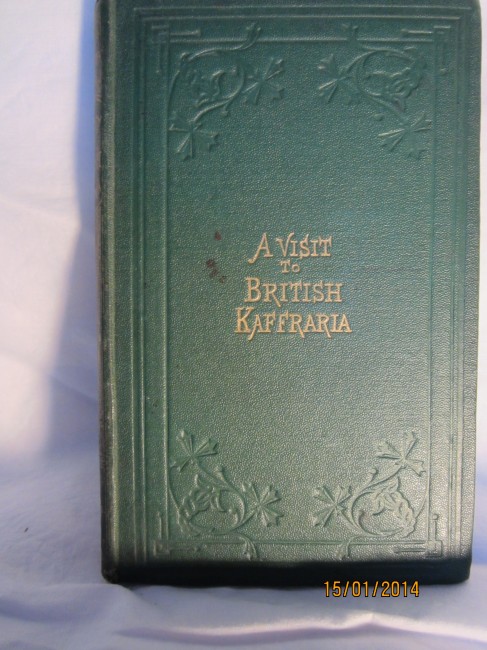 A VISIT
TO
BRITISH
KAFFRARIA
15/01/2014